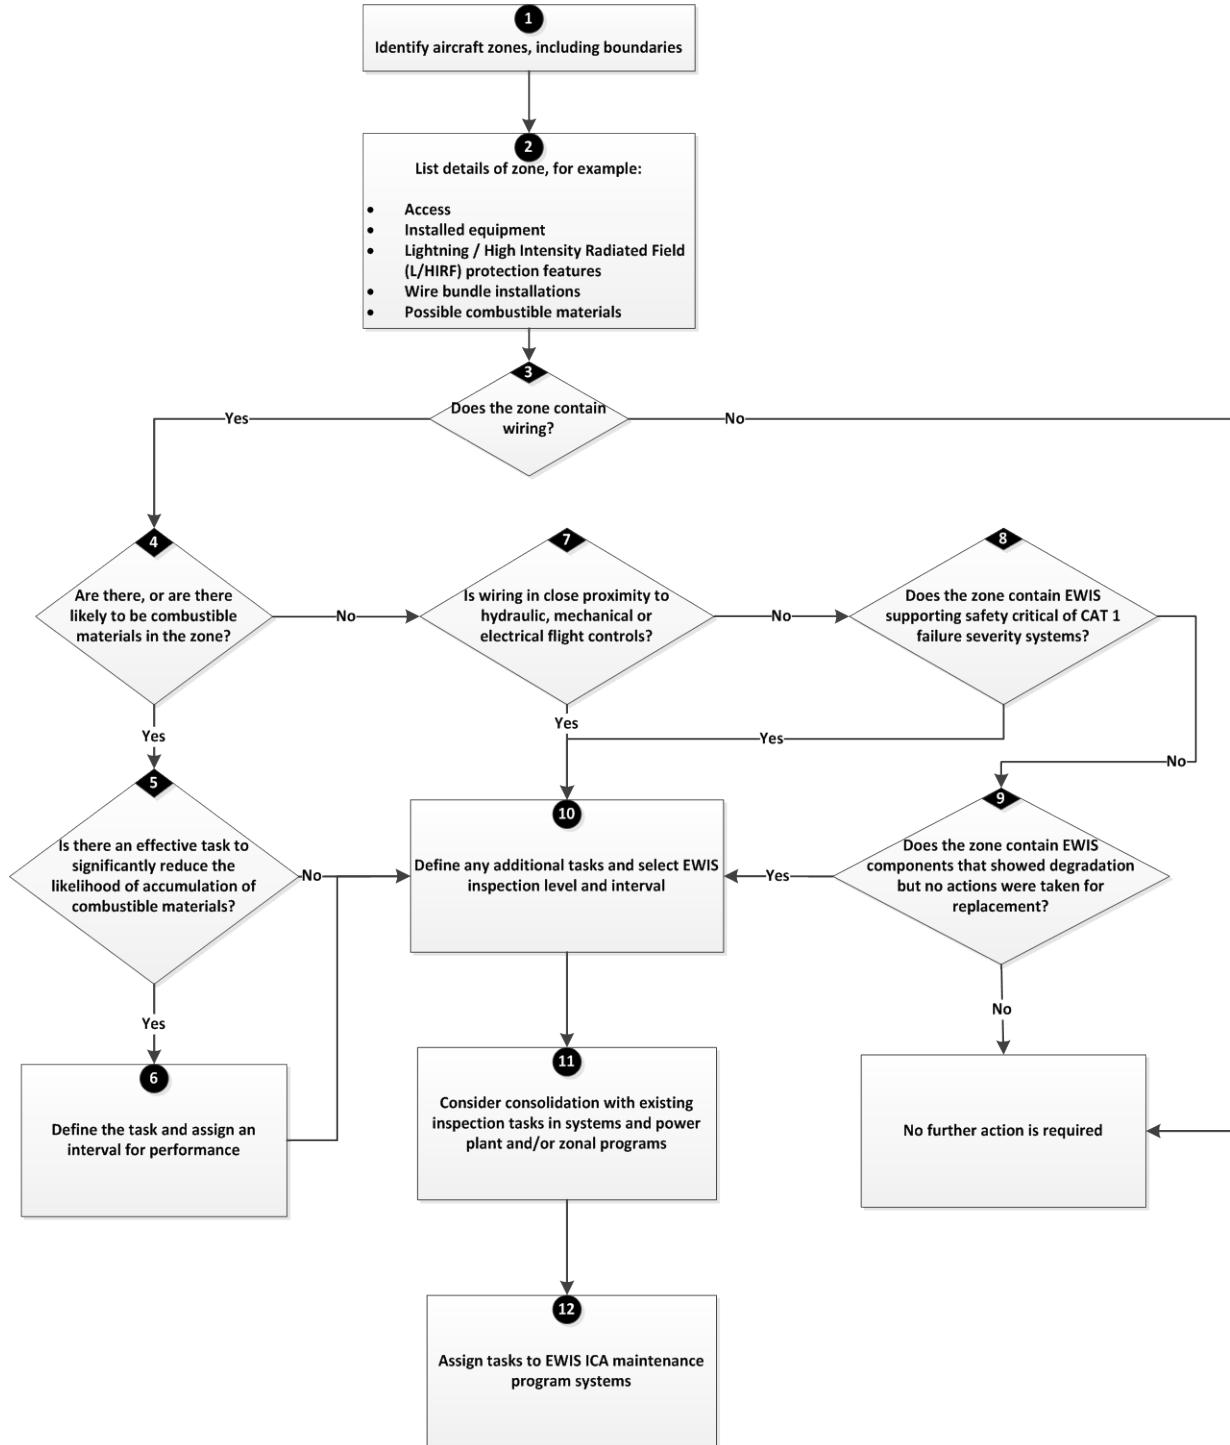 1
Identify aircraft zones, including boundaries
2
List details of zone, for example:
• Access
• Installed equipment
• Lightning / High Intensity Radiated Field
(L/HIRF) protection features
• Wire bundle installations
• Possible combustible materials
3
Does the zone contain
wiring?
Yes
No
4
Are there, or are there
likely to be combustible
materials in the zone?
No
7
Is wiring in close proximity to
hydraulic, mechanical or
electrical flight controls?
No
8
Does the zone contain EWIS
supporting safety critical of CAT 1
failure severity systems?
Yes
Yes
Yes
No
5
Is there an effective task to
significantly reduce the
likelihood of accumulation of
combustible materials?
No
10
Define any additional tasks and select EWIS
inspection level and interval
Yes
9
Does the zone contain EWIS
components that showed degradation
but no actions were taken for
replacement?
Yes
No
6
Define the task and assign an
interval for performance
11
Consider consolidation with existing
inspection tasks in systems and power
plant and/or zonal programs
No further action is required
12
Assign tasks to EWIS ICA maintenance
program systems